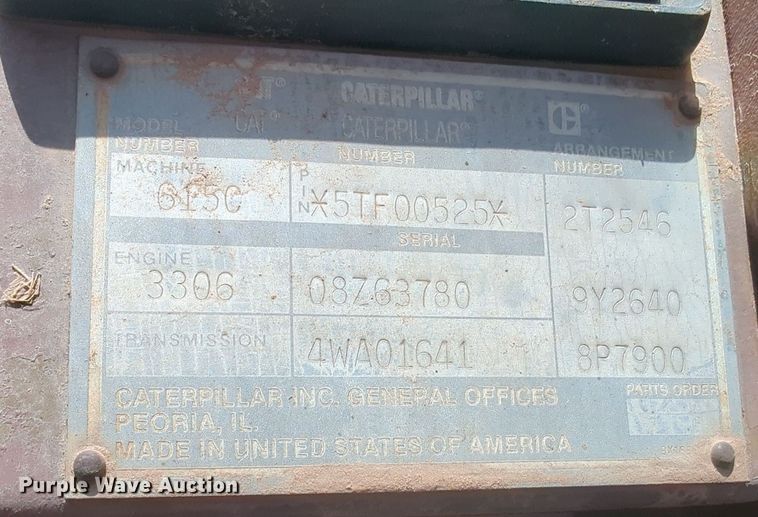 CATERPILLAR®
CAT® CATERPILLAR®
MODEL NUMBER NUMBER ARRANGEMENT NUMBER
MACHINE 615C PIN *5TF00525* 2T2546
SERIAL
ENGINE 3306 08Z63780 9Y2640
TRANSMISSION 4WA01641 8P7900
CATERPILLAR INC. GENERAL OFFICES PARTS ORDER
PEORIA, IL.
MADE IN UNITED STATES OF AMERICA
Purple Wave Auction